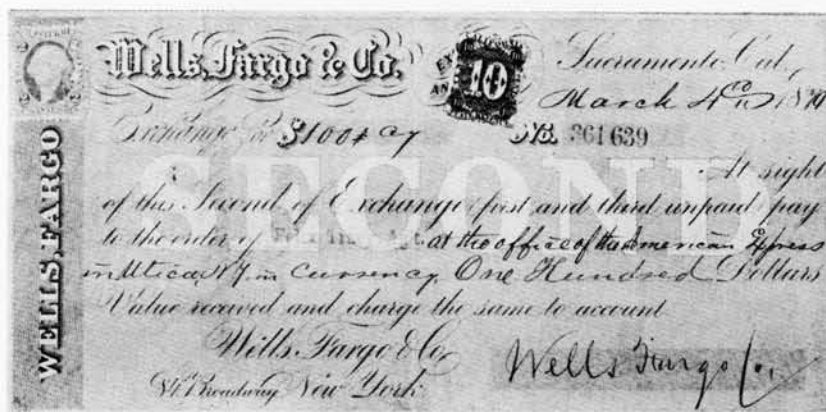 Wells, Fargo & Co.
10
Sacramento, Cal.,
March 4th 1870
Exchange for $100 + cy
No. 361639
WELLS, FARGO
SECOND
At sight
of this Second of Exchange (first and third unpaid) pay
to the order of at the office of the American Express
in Utica N.Y. in Currency One Hundred Dollars
Value received and charge the same to account
Wells, Fargo & Co.
Broadway New York
Wells Fargo Co.